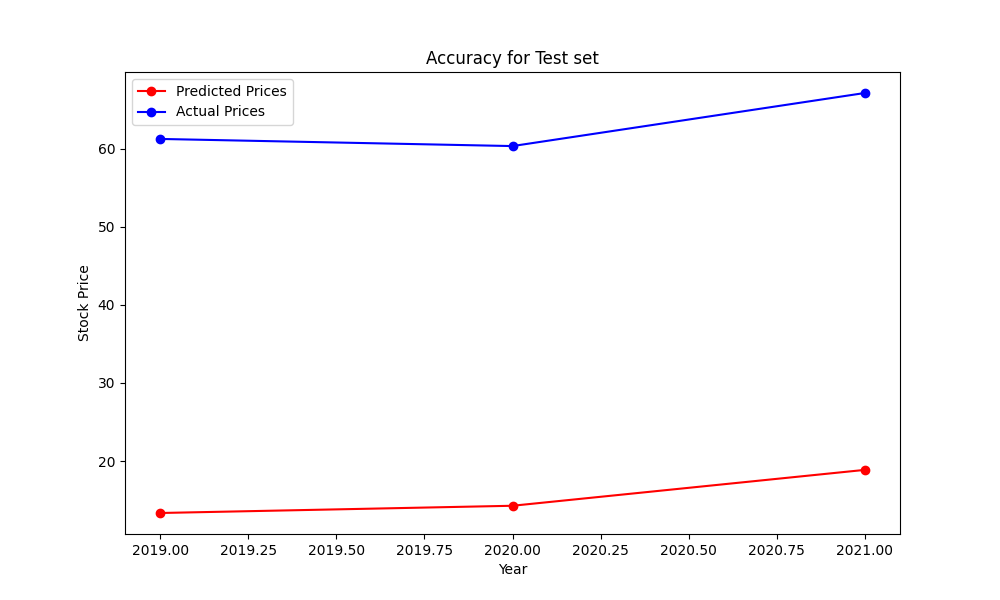 Accuracy for Test set
Predicted Prices
Actual Prices
Stock Price
60
50
40
30
20
2019.00 2019.25 2019.50 2019.75 2020.00 2020.25 2020.50 2020.75 2021.00
Year